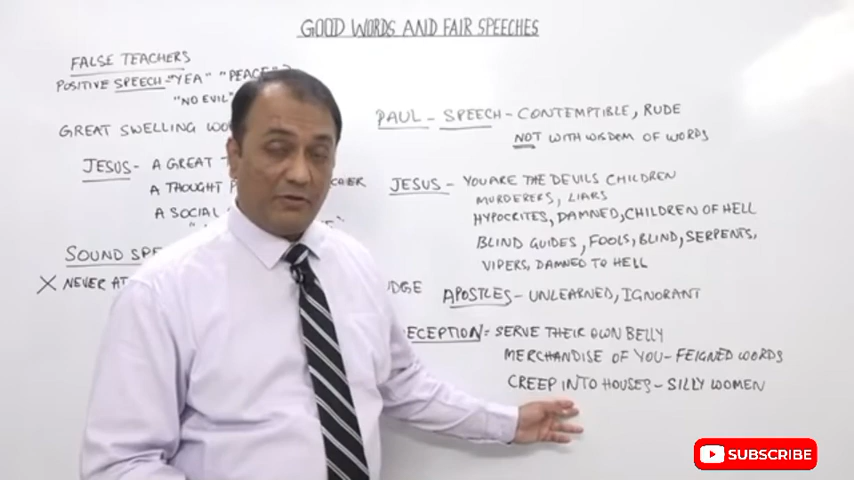 GOOD WORDS AND FAIR SPEECHES
FALSE TEACHERS
POSITIVE SPEECH - "YEA" "PEACE"
"NO EVIL"
GREAT SWELLING
JESUS - A GREAT
A THOUGHT
A SOCIAL
SOUND
X NEVER
PAUL - SPEECH - CONTEMPTIBLE, RUDE
NOT WITH WISDOM OF WORDS
JESUS - YOU ARE THE DEVILS CHILDREN
MURDERERS, LIARS
HYPOCRITES, DAMNED, CHILDREN OF HELL
BLIND GUIDES, FOOLS, BLIND, SERPENTS,
VIPERS, DAMNED TO HELL
APOSTLES - UNLEARNED, IGNORANT
ECEPTION = SERVE THEIR OWN BELLY
MERCHANDISE OF YOU - FEIGNED WORDS
CREEP INTO HOUSES - SILLY WOMEN
SUBSCRIBE